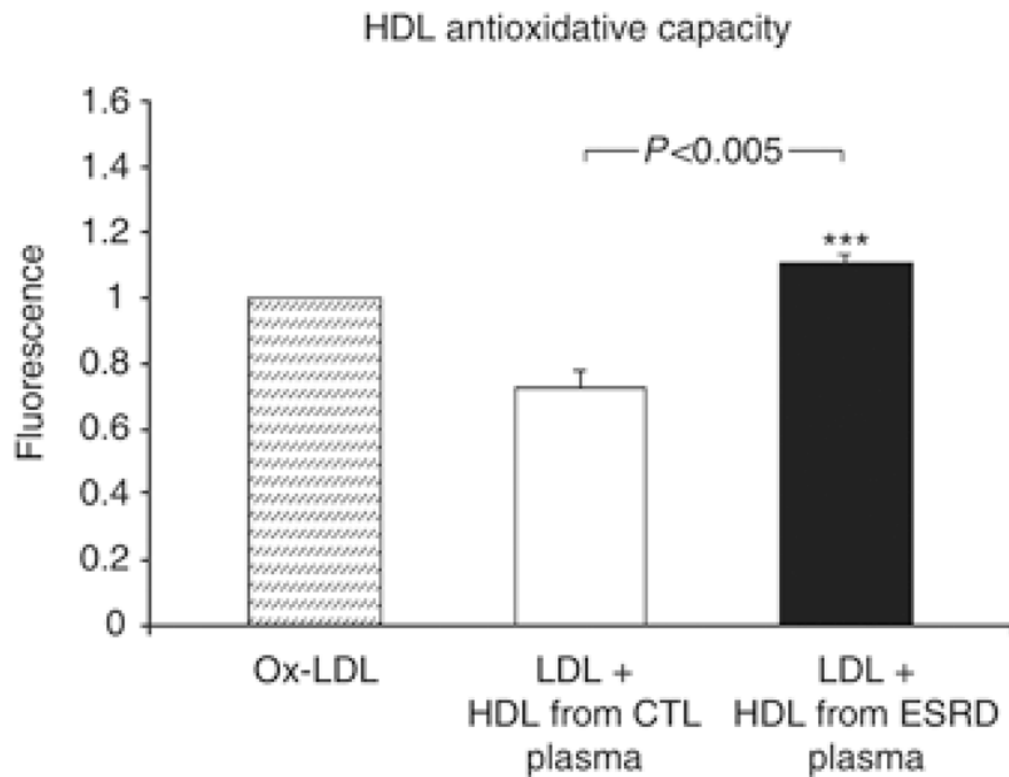 HDL antioxidative capacity
1.6
1.4
1.2
1
0.8
0.6
0.4
0.2
0
Fluorescence
P<0.005
***
Ox-LDL
LDL +
HDL from CTL
plasma
LDL +
HDL from ESRD
plasma